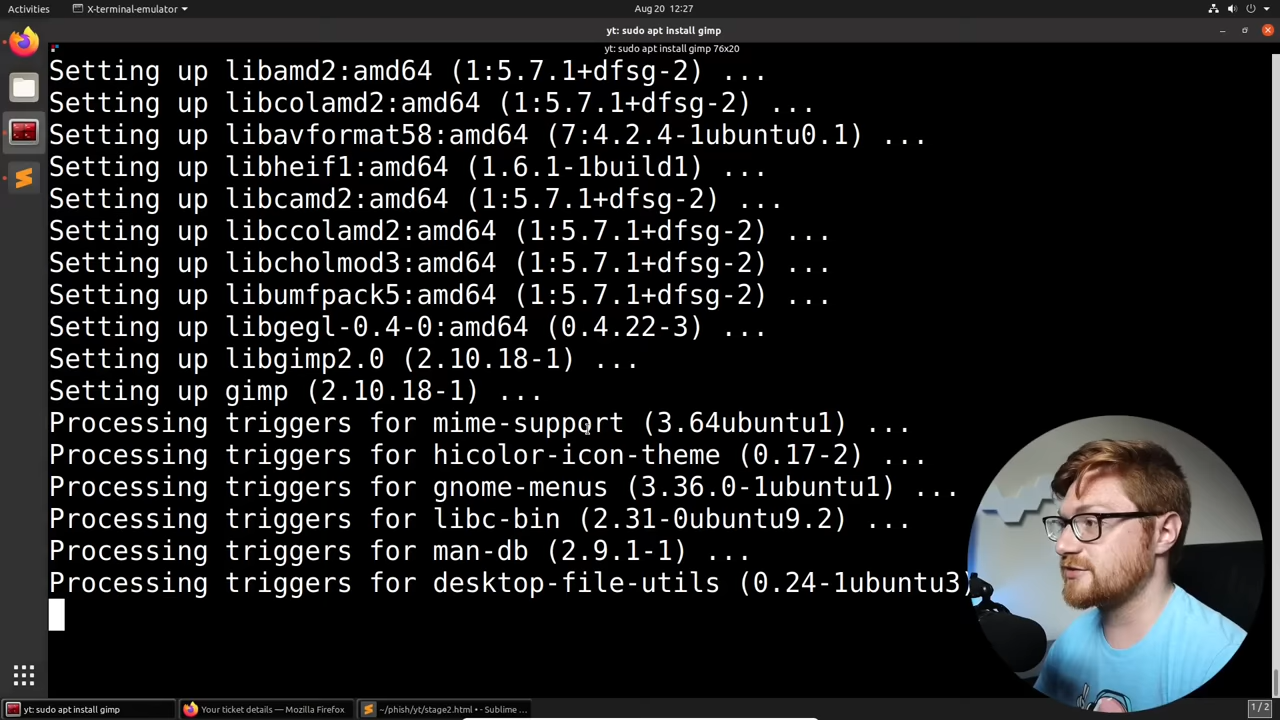 Activities
X-terminal-emulator
Aug 20 12:27
yt: sudo apt install gimp
yt: sudo apt install gimp 76x20
Setting up libamd2:amd64 (1:5.7.1+dfsg-2) ...
Setting up libcolamd2:amd64 (1:5.7.1+dfsg-2) ...
Setting up libavformat58:amd64 (7:4.2.4-1ubuntu0.1) ...
Setting up libheif1:amd64 (1.6.1-1build1) ...
Setting up libcamd2:amd64 (1:5.7.1+dfsg-2) ...
Setting up libccolamd2:amd64 (1:5.7.1+dfsg-2) ...
Setting up libcholmod3:amd64 (1:5.7.1+dfsg-2) ...
Setting up libumfpack5:amd64 (1:5.7.1+dfsg-2) ...
Setting up libgegl-0.4-0:amd64 (0.4.22-3) ...
Setting up libgimp2.0 (2.10.18-1) ...
Setting up gimp (2.10.18-1) ...
Processing triggers for mime-support (3.64ubuntu1) ...
Processing triggers for hicolor-icon-theme (0.17-2) ...
Processing triggers for gnome-menus (3.36.0-1ubuntu1) ...
Processing triggers for libc-bin (2.31-0ubuntu9.2) ...
Processing triggers for man-db (2.9.1-1) ...
Processing triggers for desktop-file-utils (0.24-1ubuntu3)
yt: sudo apt install gimp
Your ticket details — Firefox
~/phish/yt/stage2.html • - Sublime ...
1 / 2